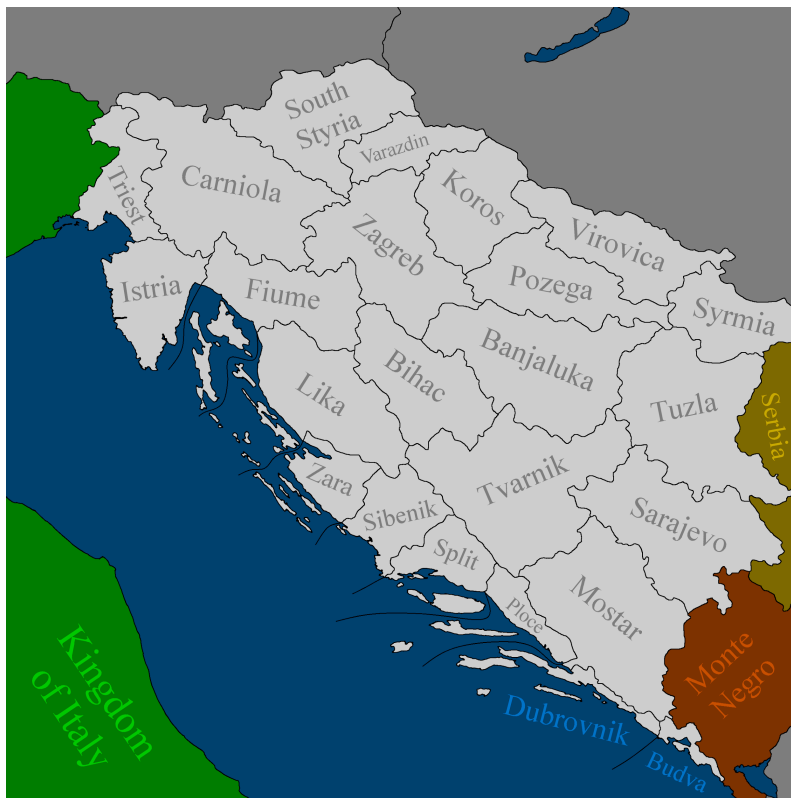 South
Styria
Varazdin
Carniola
Triest
Koros
Zagreb
Virovica
Istria
Fiume
Pozega
Syrmia
Banjaluka
Bihac
Lika
Tuzla
Serbia
Zara
Tvarnik
Sibenik
Sarajevo
Split
Ploce
Mostar
Kingdom
of Italy
Monte
Negro
Dubrovnik
Budva